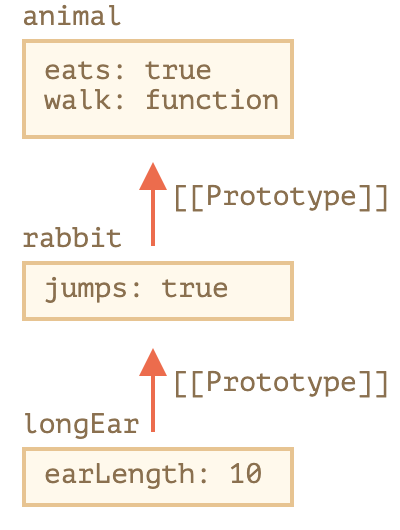 animal
eats: true
walk: function
[[Prototype]]
rabbit
jumps: true
[[Prototype]]
longEar
earLength: 10